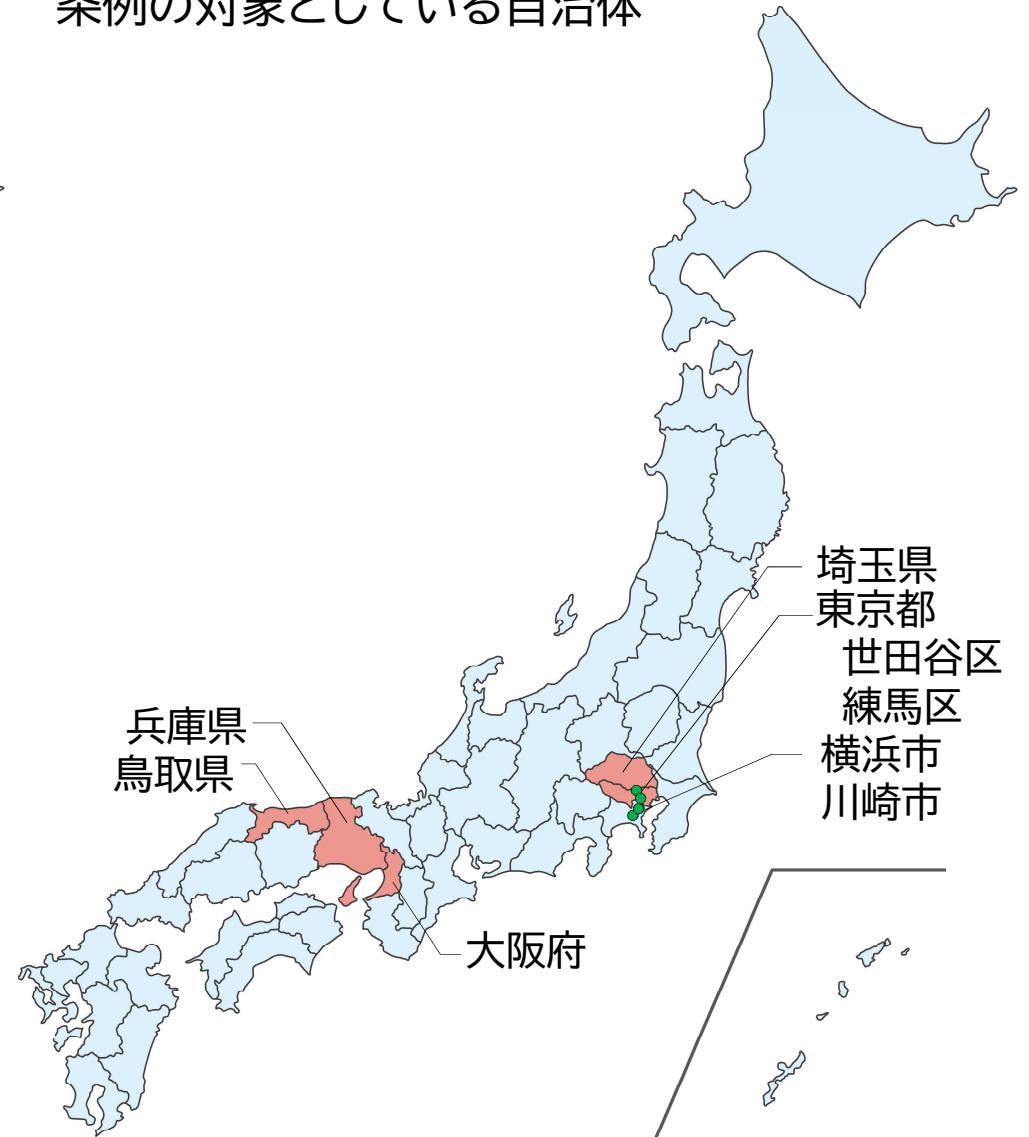 条例の対象としている自治体
埼玉県
東京都
世田谷区
練馬区
横浜市
川崎市
兵庫県
鳥取県
大阪府